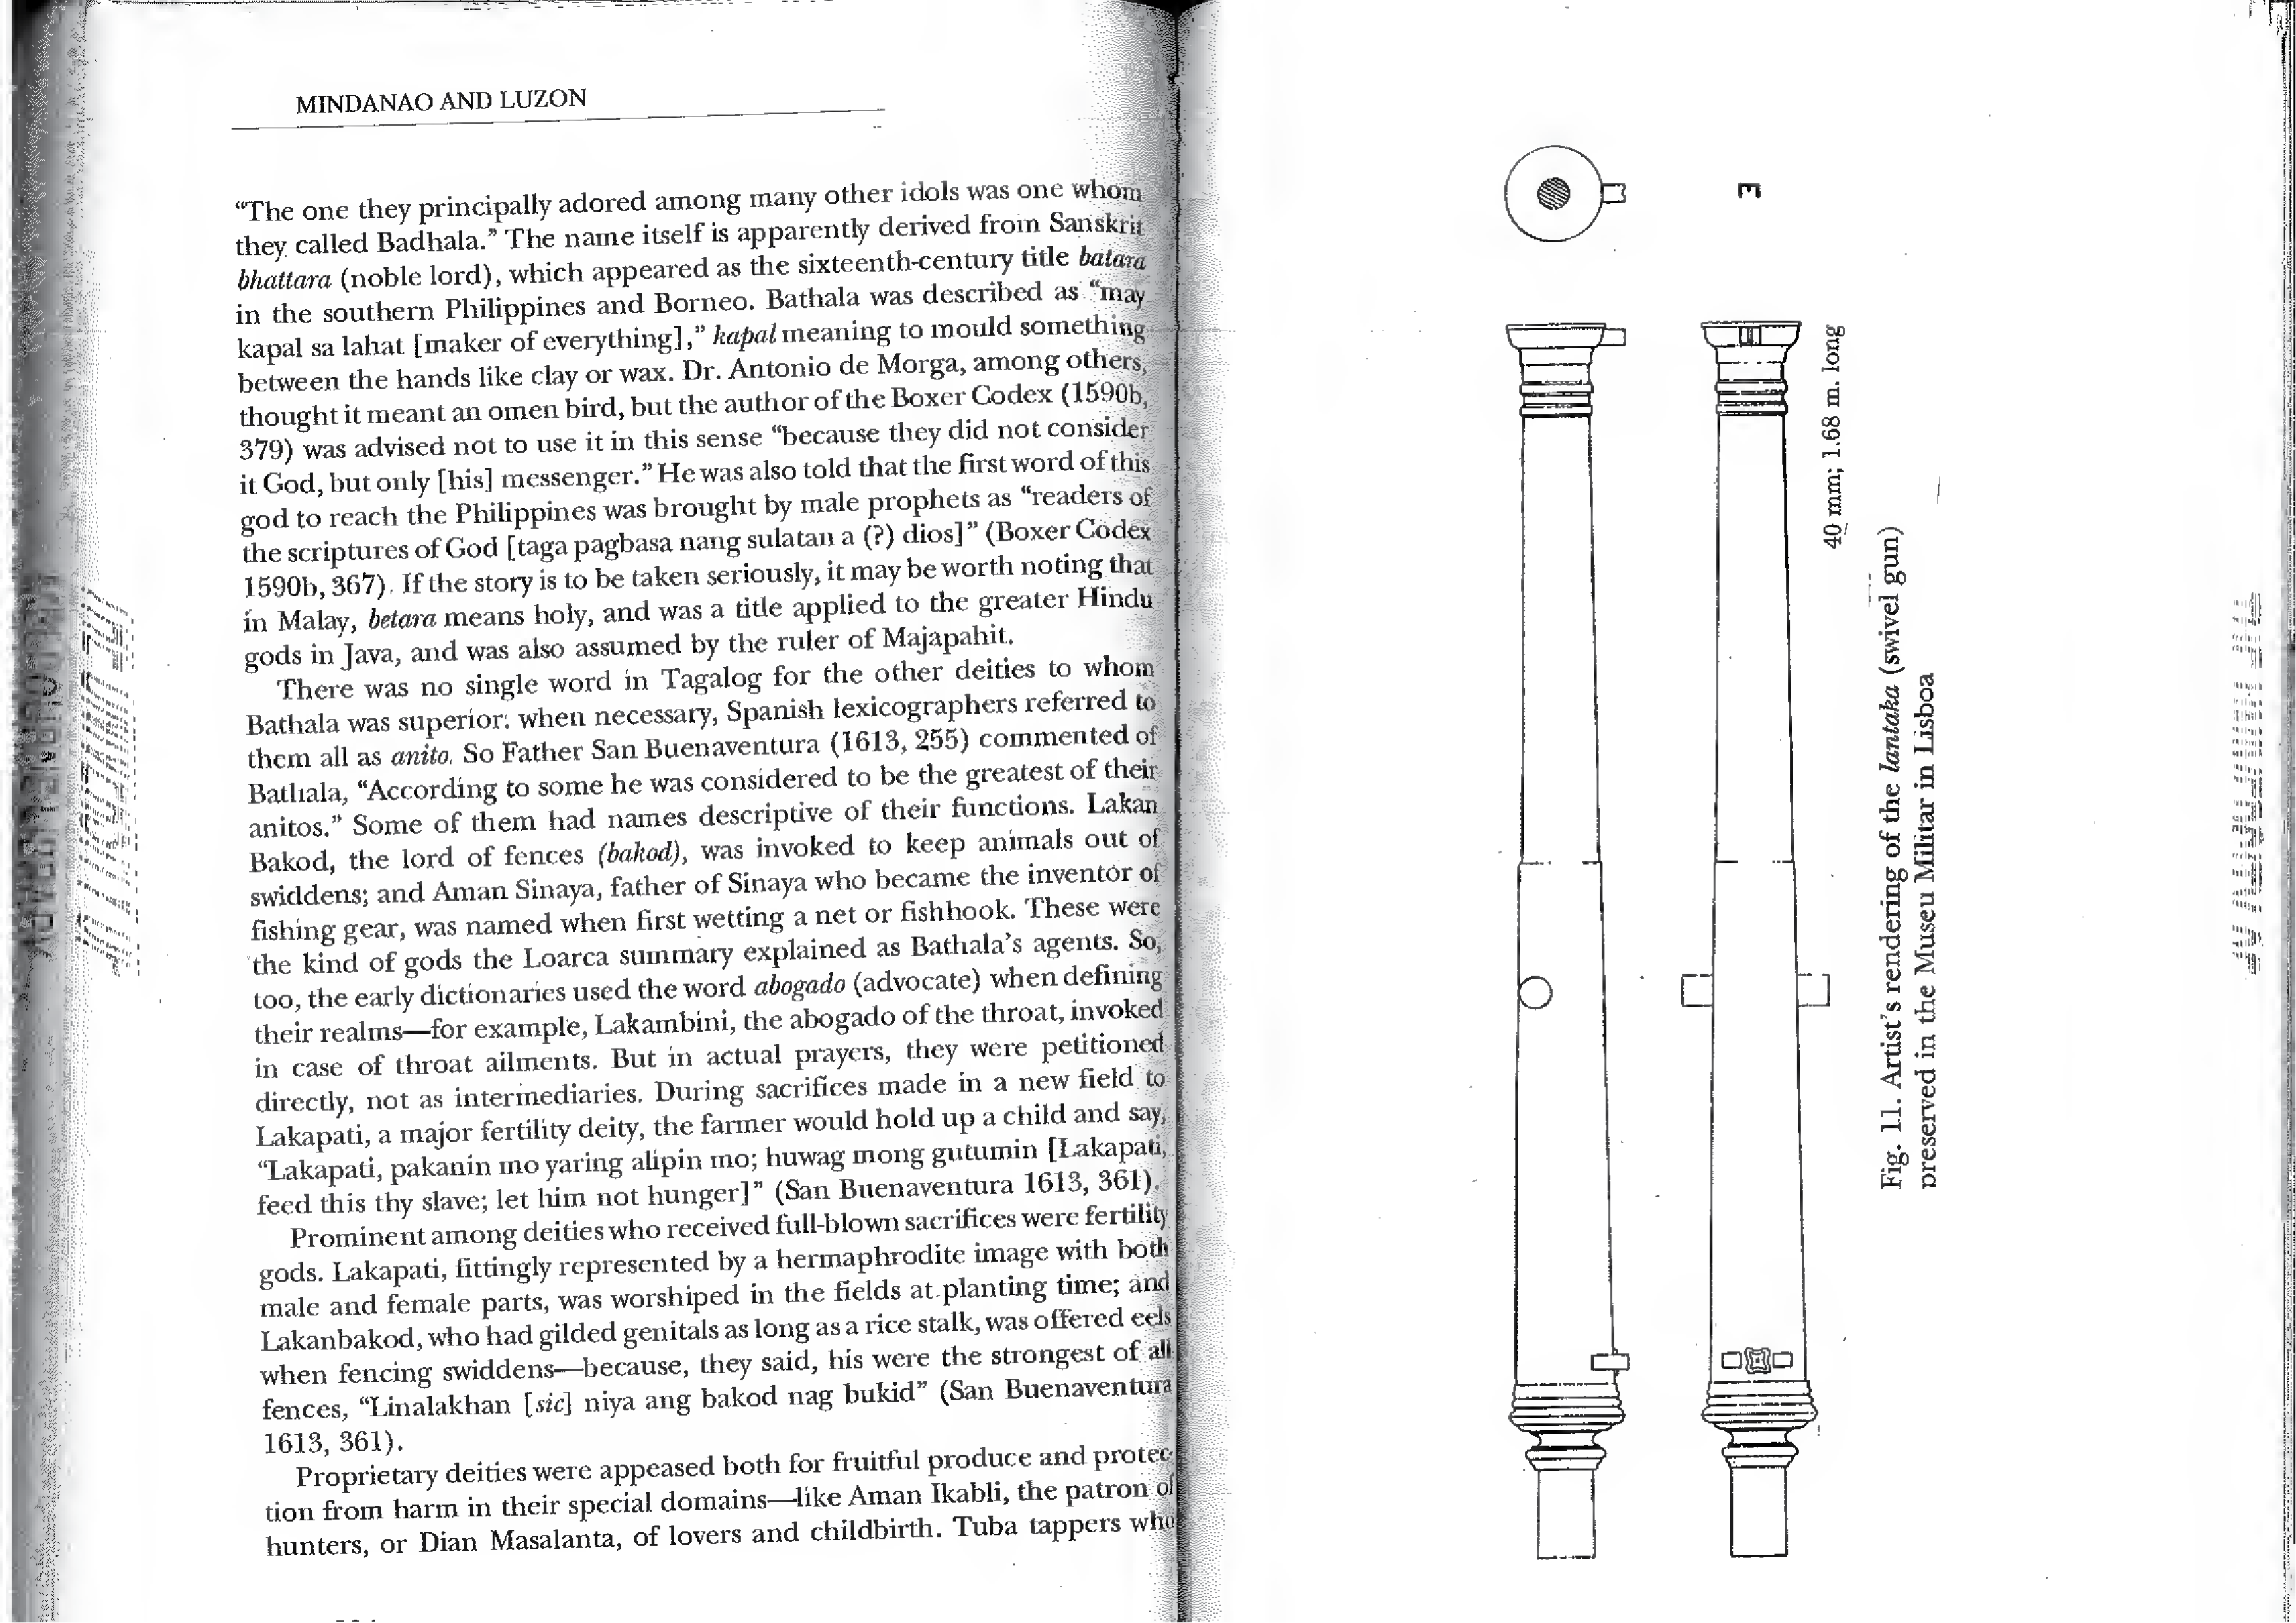 MINDANAO AND LUZON
“The one they principally adored among many other idols was one whom
they called Badhala.” The name itself is apparently derived from Sanskrit
bhattara (noble lord), which appeared as the sixteenth-century title batara
in the southern Philippines and Borneo. Bathala was described as “may
kapal sa lahat [maker of everything],” kapal meaning to mould something
between the hands like clay or wax. Dr. Antonio de Morga, among others,
thought it meant an omen bird, but the author of the Boxer Codex (1590b,
379) was advised not to use it in this sense “because they did not consider
it God, but only [his] messenger.” He was also told that the first word of this
god to reach the Philippines was brought by male prophets as “readers of
the scriptures of God [taga pagbasa nang sulatan a (?) dios]” (Boxer Codex
1590b, 367). If the story is to be taken seriously, it may be worth noting that
in Malay, betara means holy, and was a title applied to the greater Hindu
gods in Java, and was also assumed by the ruler of Majapahit.
There was no single word in Tagalog for the other deities to whom
Bathala was superior: when necessary, Spanish lexicographers referred to
them all as anito. So Father San Buenaventura (1613, 255) commented of
Bathala, “According to some he was considered to be the greatest of their
anitos.” Some of them had names descriptive of their functions. Lakan
Bakod, the lord of fences (bakod), was invoked to keep animals out of
swiddens; and Aman Sinaya, father of Sinaya who became the inventor of
fishing gear, was named when first wetting a net or fishhook. These were
the kind of gods the Loarca summary explained as Bathala’s agents. So,
too, the early dictionaries used the word abogado (advocate) when defining
their realms—for example, Lakambini, the abogado of the throat, invoked
in case of throat ailments. But in actual prayers, they were petitioned
directly, not as intermediaries. During sacrifices made in a new field to
Lakapati, a major fertility deity, the farmer would hold up a child and say,
“Lakapati, pakanin mo yaring alipin mo; huwag mong gutumin [Lakapati,
feed this thy slave; let him not hunger]” (San Buenaventura 1613, 361).
Prominent among deities who received full-blown sacrifices were fertility
gods. Lakapati, fittingly represented by a hermaphrodite image with both
male and female parts, was worshiped in the fields at planting time; and
Lakanbakod, who had gilded genitals as long as a rice stalk, was offered eels
when fencing swiddens—because, they said, his were the strongest of all
fences, “Linalakhan [sic] niya ang bakod nag bukid” (San Buenaventura
1613, 361).
Proprietary deities were appeased both for fruitful produce and protec-
tion from harm in their special domains—like Aman Ikabli, the patron of
hunters, or Dian Masalanta, of lovers and childbirth. Tuba tappers who
40 mm; 1.68 m. long
Fig. 11. Artist’s rendering of the lantaka (swivel gun)
preserved in the Museu Militar in Lisboa